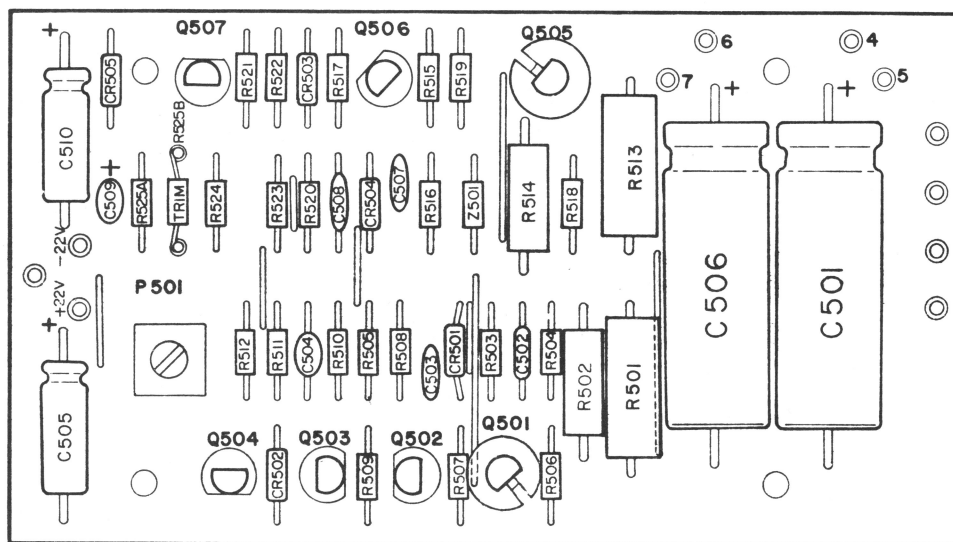 Q507 Q506 Q505 6 4
+ CR505 R521 R522 CR503 R517 R515 R519 7 + + 5
C510 R525B R513
+ C509 R525A TRIM R524 R523 R520 C508 CR504 C507 R516 Z501 R514 R518
-22V C506 C501
P501
+22V
+ R512 R511 C504 R510 R505 R508 C503 CR501 R503 C502 R504 R502 R501
C505
Q504 Q503 Q502 Q501
CR502 R509 R507 R506